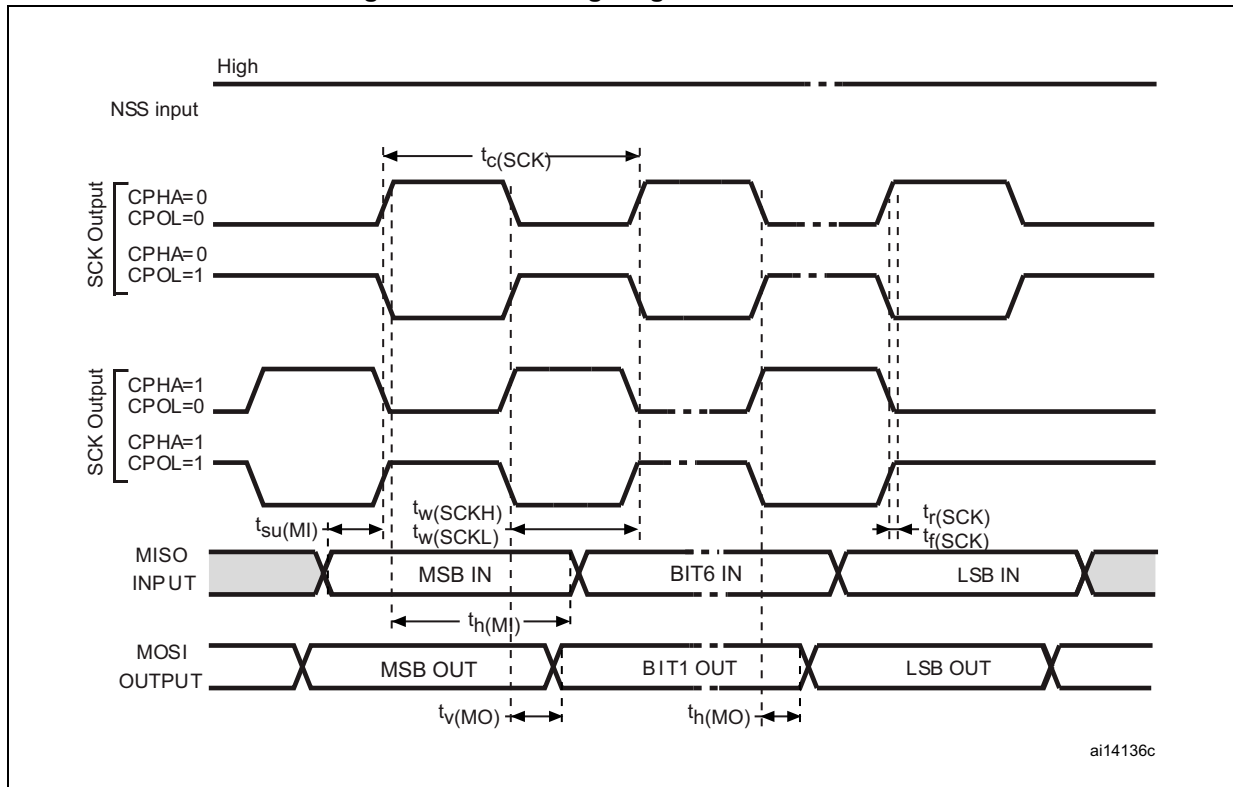 High
NSS input
tc(SCK)
SCK Output
CPHA=0
CPOL=0
CPHA=0
CPOL=1
SCK Output
CPHA=1
CPOL=0
CPHA=1
CPOL=1
tsu(MI)
tw(SCKH)
tw(SCKL)
tr(SCK)
tf(SCK)
MISO
INPUT
MSB IN
BIT6 IN
LSB IN
th(MI)
MOSI
OUTPUT
MSB OUT
BIT1 OUT
LSB OUT
tv(MO)
th(MO)
ai14136c